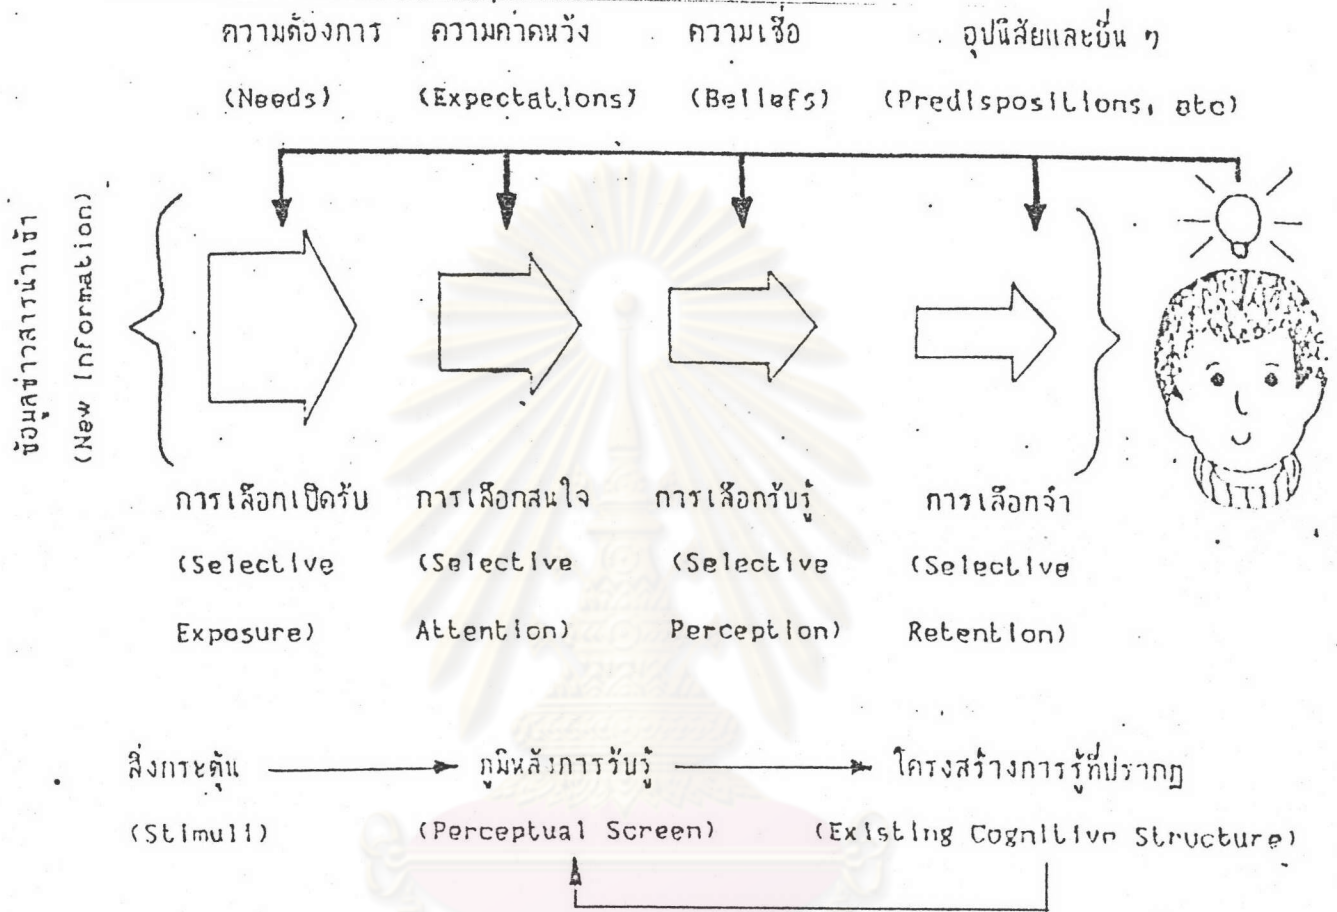 ความต้องการ ความคาดหวัง ความเชื่อ อุปนิสัยและอื่น ๆ
(Needs) (Expectations) (Beliefs) (Predispositions, etc)
ข้อมูลข่าวสารนำเข้า
(New Information)
การเลือกเปิดรับ การเลือกสนใจ การเลือกรับรู้ การเลือกจำ
(Selective (Selective (Selective (Selective
Exposure) Attention) Perception) Retention)
สิ่งกระตุ้น ภูมิหลังการรับรู้ โครงสร้างการรู้ที่ปรากฏ
(Stimuli) (Perceptual Screen) (Existing Cognitive Structure)